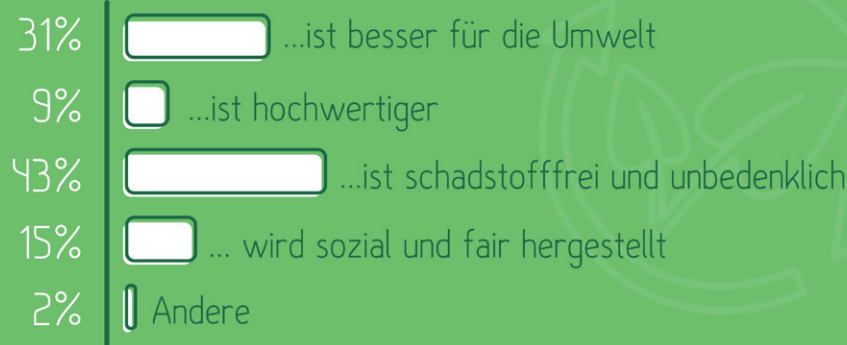 31% ...ist besser für die Umwelt
9% ...ist hochwertiger
43% ...ist schadstofffrei und unbedenklich
15% ... wird sozial und fair hergestellt
2% Andere